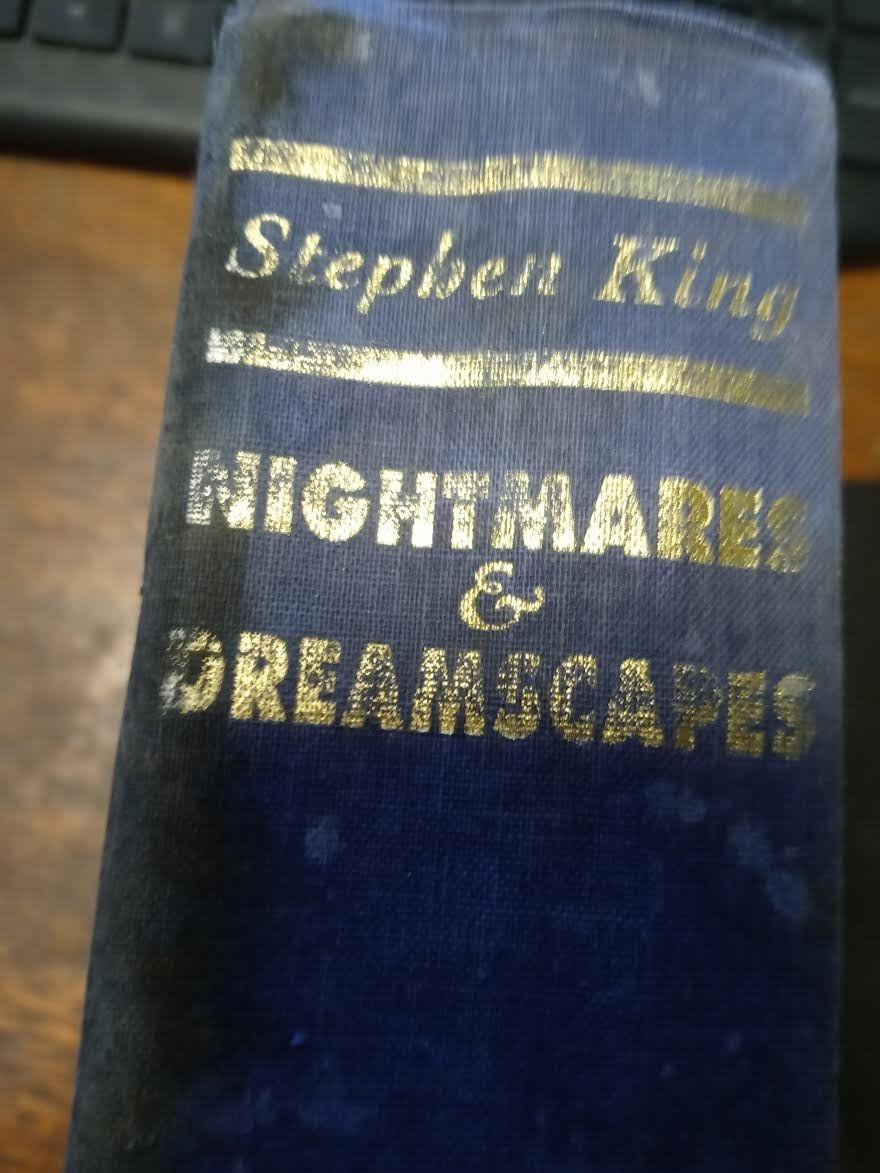 Stephen King
NIGHTMARES
&
DREAMSCAPES